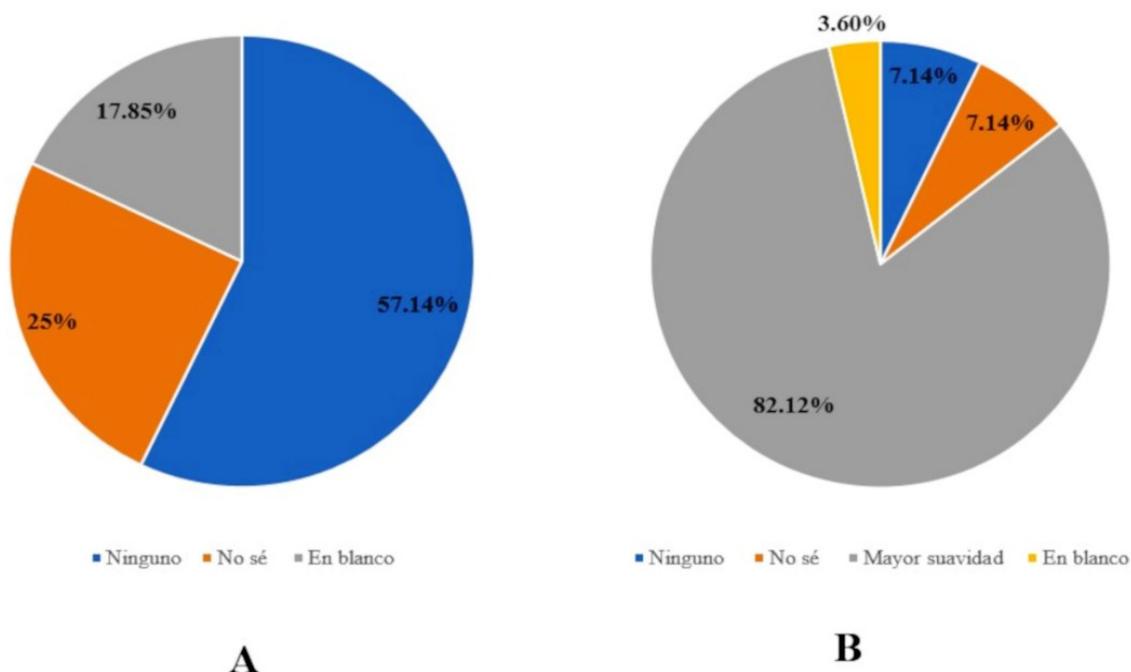 17.85%
25%
57.14%
■ Ninguno ■ No sé ■ En blanco
A
3.60%
7.14%
7.14%
82.12%
■ Ninguno ■ No sé ■ Mayor suavidad ■ En blanco
B